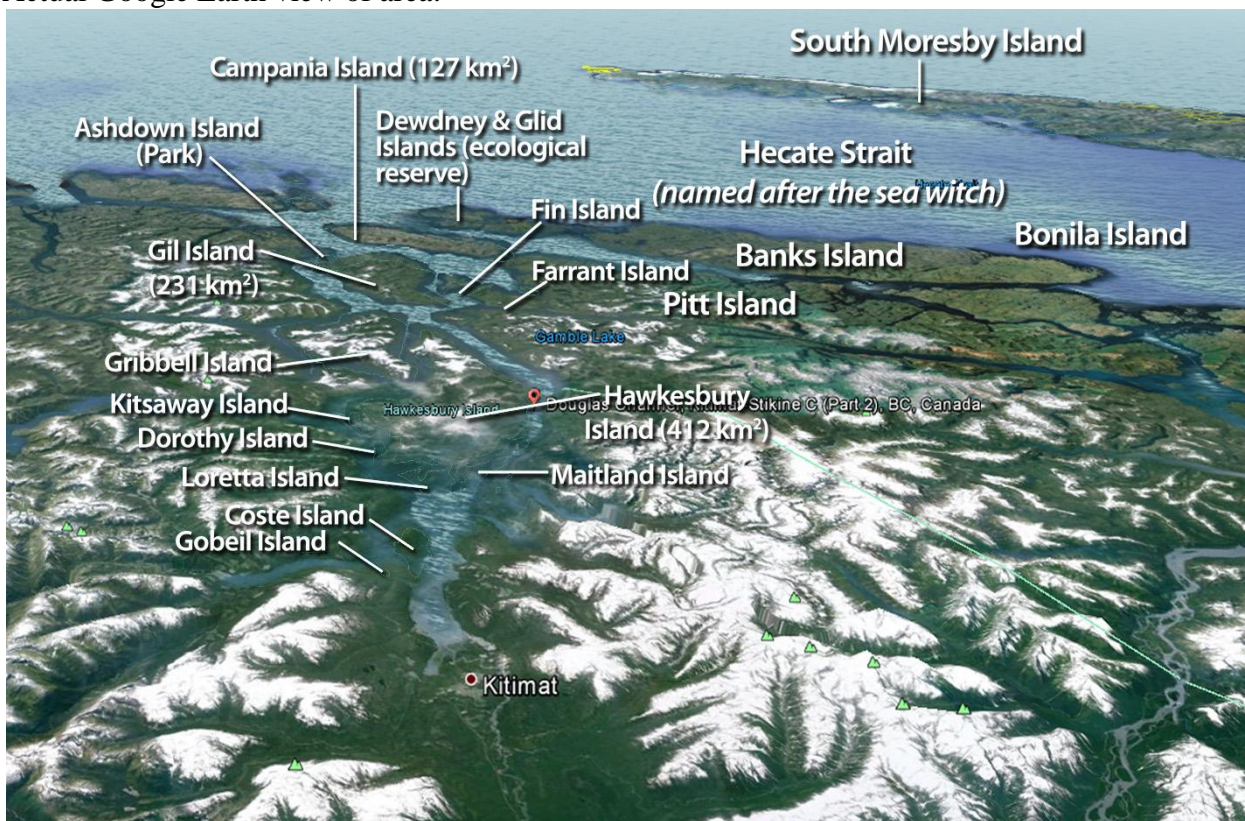 Actual Google Earth view of area.
South Moresby Island
Campania Island (127 km²)
Ashdown Island
(Park)
Dewdney & Glid
Islands (ecological
reserve)
Hecate Strait
(named after the sea witch)
Fin Island
Bonila Island
Gil Island
(231 km²)
Banks Island
Farrant Island
Pitt Island
Gamble Lake
Gribbell Island
Kitsaway Island
Hawkesbury Island
Hawkesbury
Island (412 km²)
Douglas Channel, Kitimat-Stikine C (Part 2), BC, Canada
Dorothy Island
Loretta Island
Maitland Island
Coste Island
Gobeil Island
Kitimat